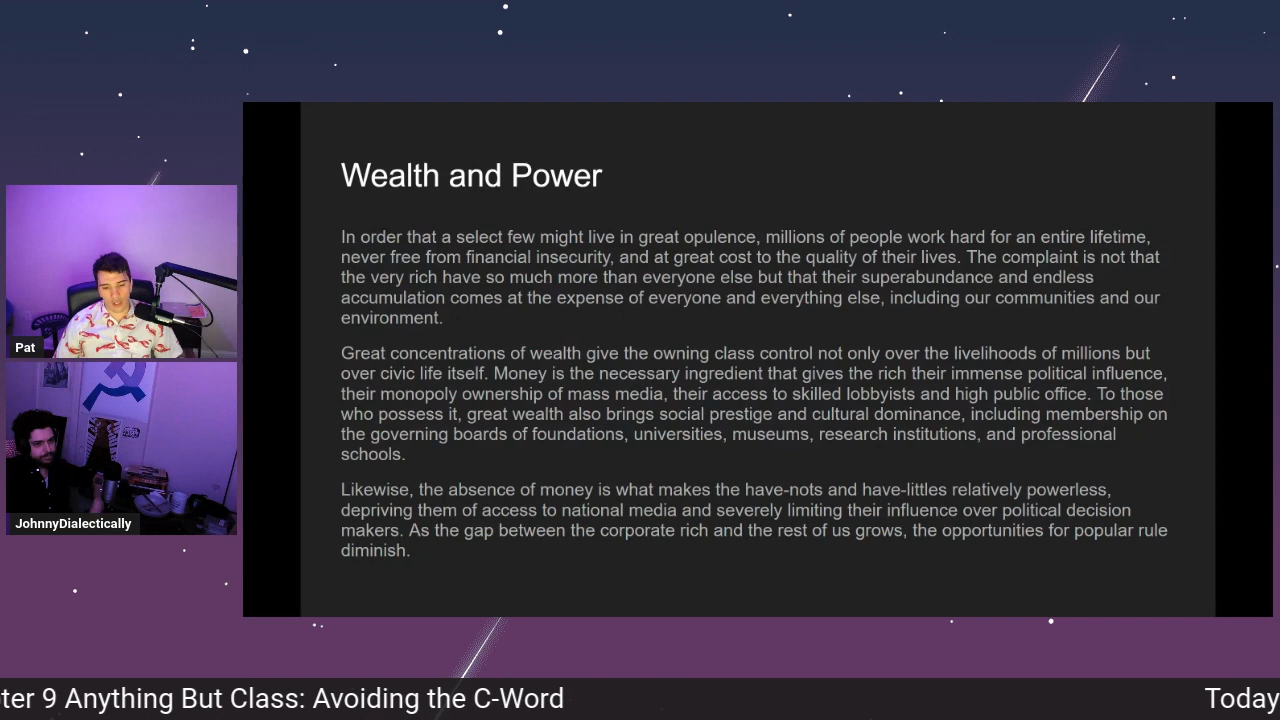 Wealth and Power
In order that a select few might live in great opulence, millions of people work hard for an entire lifetime,
never free from financial insecurity, and at great cost to the quality of their lives. The complaint is not that
the very rich have so much more than everyone else but that their superabundance and endless
accumulation comes at the expense of everyone and everything else, including our communities and our
environment.
Great concentrations of wealth give the owning class control not only over the livelihoods of millions but
over civic life itself. Money is the necessary ingredient that gives the rich their immense political influence,
their monopoly ownership of mass media, their access to skilled lobbyists and high public office. To those
who possess it, great wealth also brings social prestige and cultural dominance, including membership on
the governing boards of foundations, universities, museums, research institutions, and professional
schools.
Likewise, the absence of money is what makes the have-nots and have-littles relatively powerless,
depriving them of access to national media and severely limiting their influence over political decision
makers. As the gap between the corporate rich and the rest of us grows, the opportunities for popular rule
diminish.
Pat
JohnnyDialectically
ter 9 Anything But Class: Avoiding the C-Word
Today